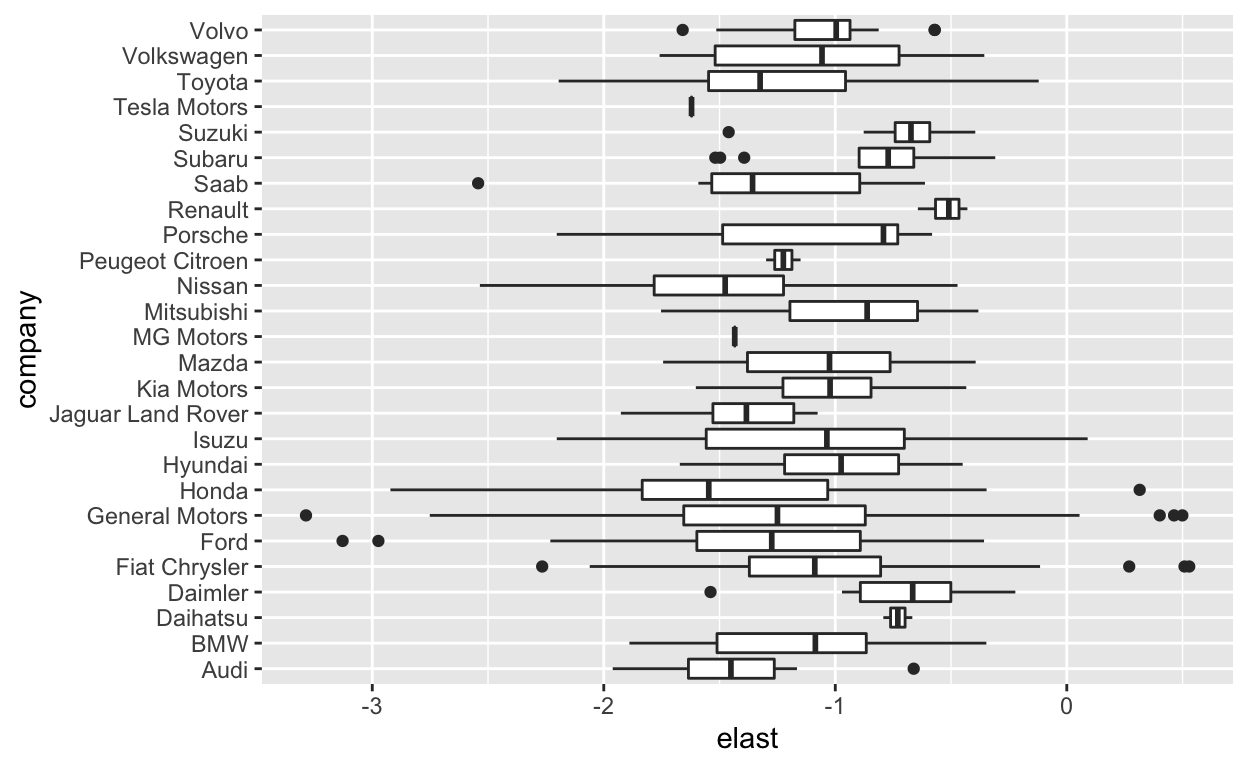 Volvo
Volkswagen
Toyota
Tesla Motors
Suzuki
Subaru
Saab
Renault
Porsche
Peugeot Citroen
Nissan
Mitsubishi
MG Motors
Mazda
Kia Motors
Jaguar Land Rover
Isuzu
Hyundai
Honda
General Motors
Ford
Fiat Chrysler
Daimler
Daihatsu
BMW
Audi
company
-3 -2 -1 0
elast